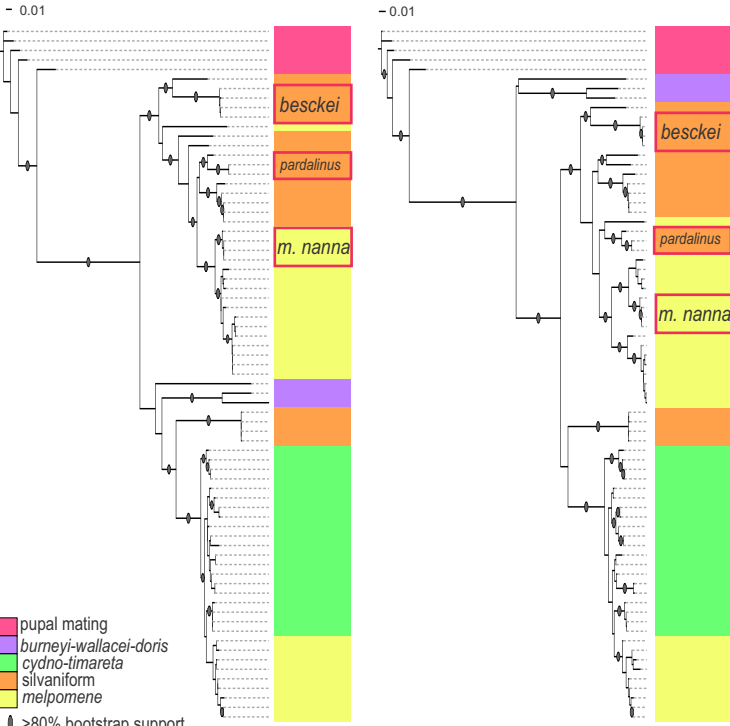 0.01
0.01
besckei
besckei
pardalinus
pardalinus
m. nanna
m. nanna
pupal mating
burneyi-wallacei-doris
cydno-timareta
silvaniform
melpomene
>80% bootstrap support